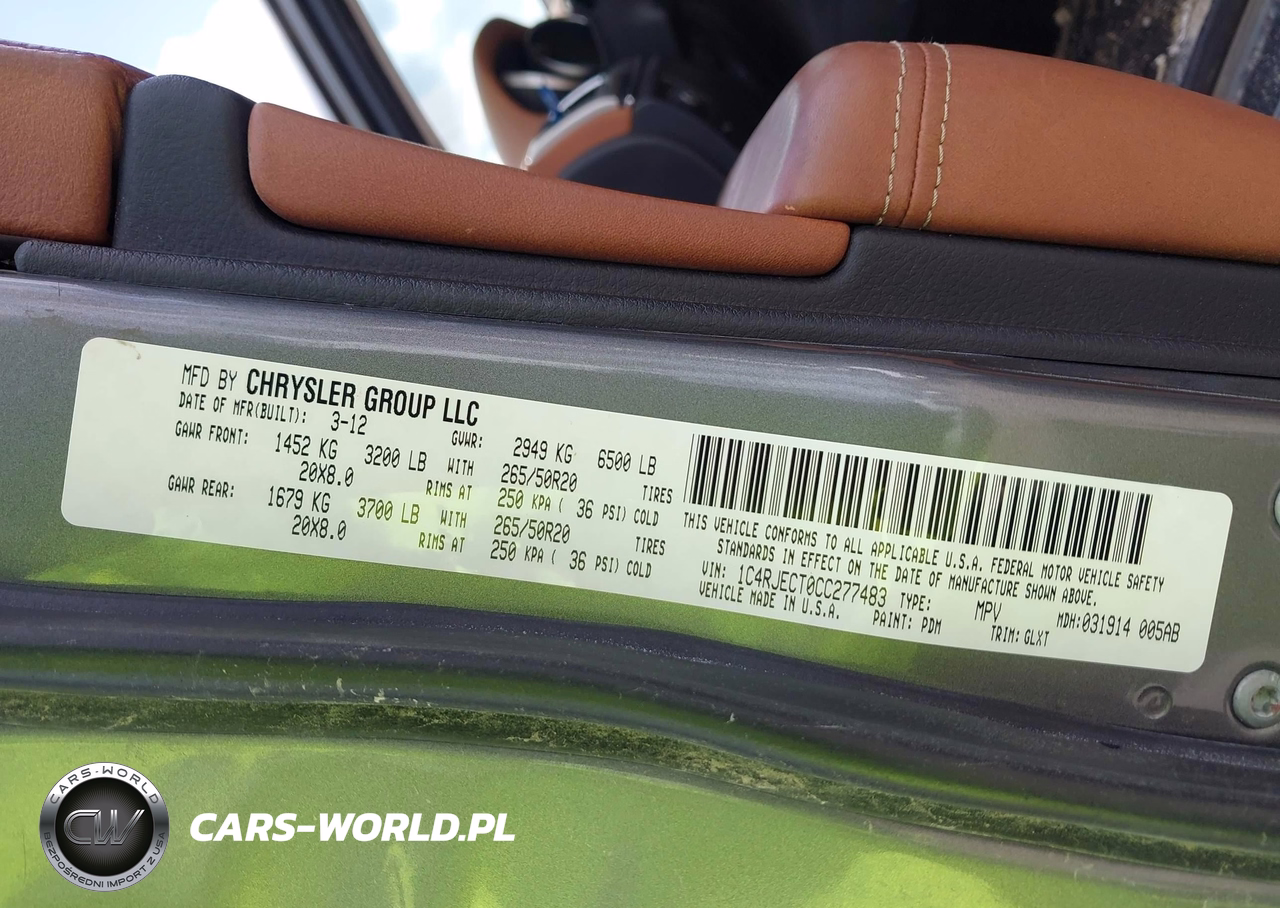 MFD BY CHRYSLER GROUP LLC
DATE OF MFR(BUILT): 3-12 GVWR: 2949 KG 6500 LB
GAWR FRONT: 1452 KG 3200 LB WITH 265/50R20 TIRES
20X8.0 RIMS AT 250 KPA ( 36 PSI) COLD
GAWR REAR: 1679 KG 3700 LB WITH 265/50R20 TIRES
20X8.0 RIMS AT 250 KPA ( 36 PSI) COLD
THIS VEHICLE CONFORMS TO ALL APPLICABLE U.S.A. FEDERAL MOTOR VEHICLE SAFETY
STANDARDS IN EFFECT ON THE DATE OF MANUFACTURE SHOWN ABOVE.
VIN: 1C4RJECT0CC277483 TYPE: MPV MDH:031914 005AB
VEHICLE MADE IN U.S.A. PAINT: PDM TRIM: GLXT
CARS-WORLD
CW
BEZPOŚREDNI IMPORT Z USA
CARS-WORLD.PL